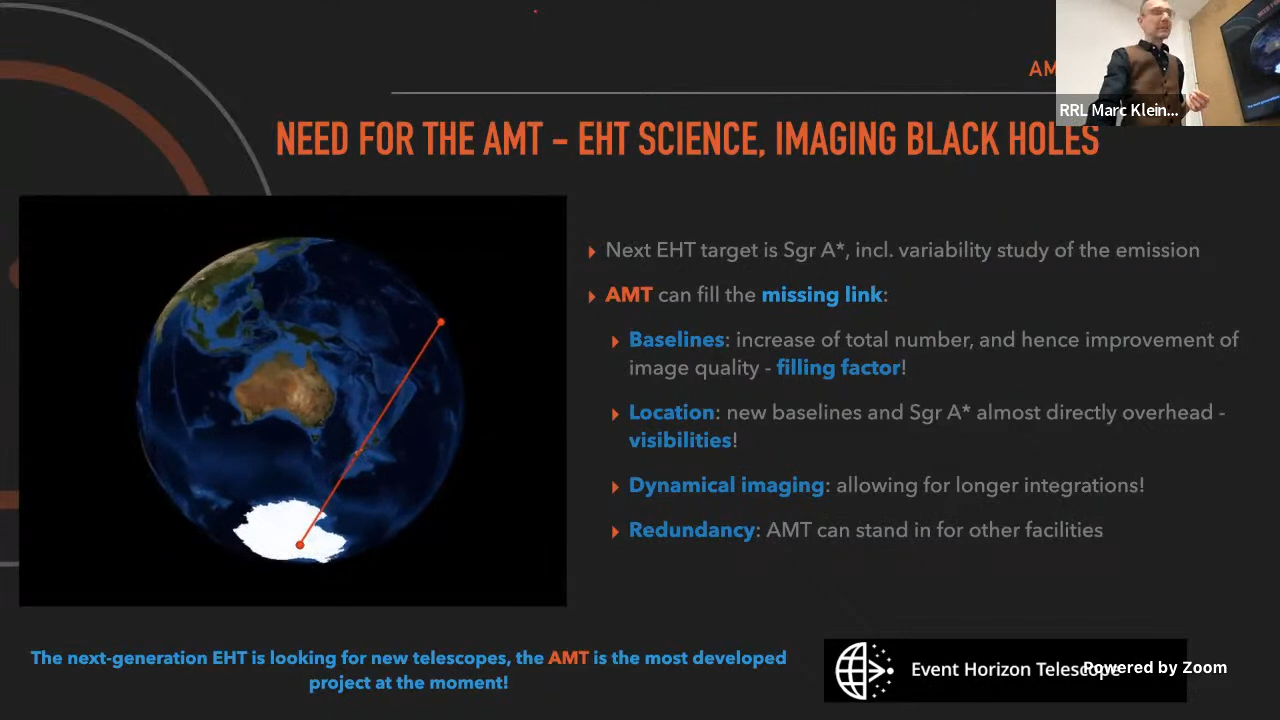 AM
RRL Marc Klein...
NEED FOR THE AMT – EHT SCIENCE, IMAGING BLACK HOLES
Next EHT target is Sgr A*, incl. variability study of the emission
AMT can fill the missing link:
Baselines: increase of total number, and hence improvement of
image quality - filling factor!
Location: new baselines and Sgr A* almost directly overhead -
visibilities!
Dynamical imaging: allowing for longer integrations!
Redundancy: AMT can stand in for other facilities
The next-generation EHT is looking for new telescopes, the AMT is the most developed
project at the moment!
Event Horizon Telescope
Powered by Zoom